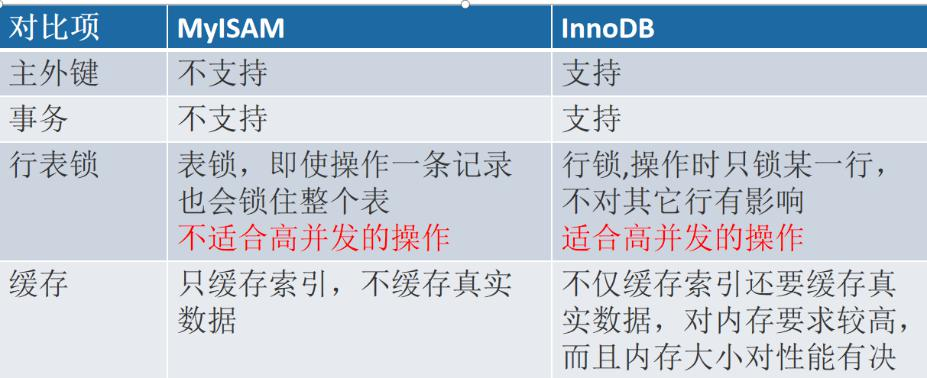 对比项 MyISAM InnoDB
主外键 不支持 支持
事务 不支持 支持
行表锁 表锁，即使操作一条记录
也会锁住整个表
不适合高并发的操作
行锁,操作时只锁某一行，
不对其它行有影响
适合高并发的操作
缓存 只缓存索引，不缓存真实
数据
不仅缓存索引还要缓存真
实数据，对内存要求较高，
而且内存大小对性能有决